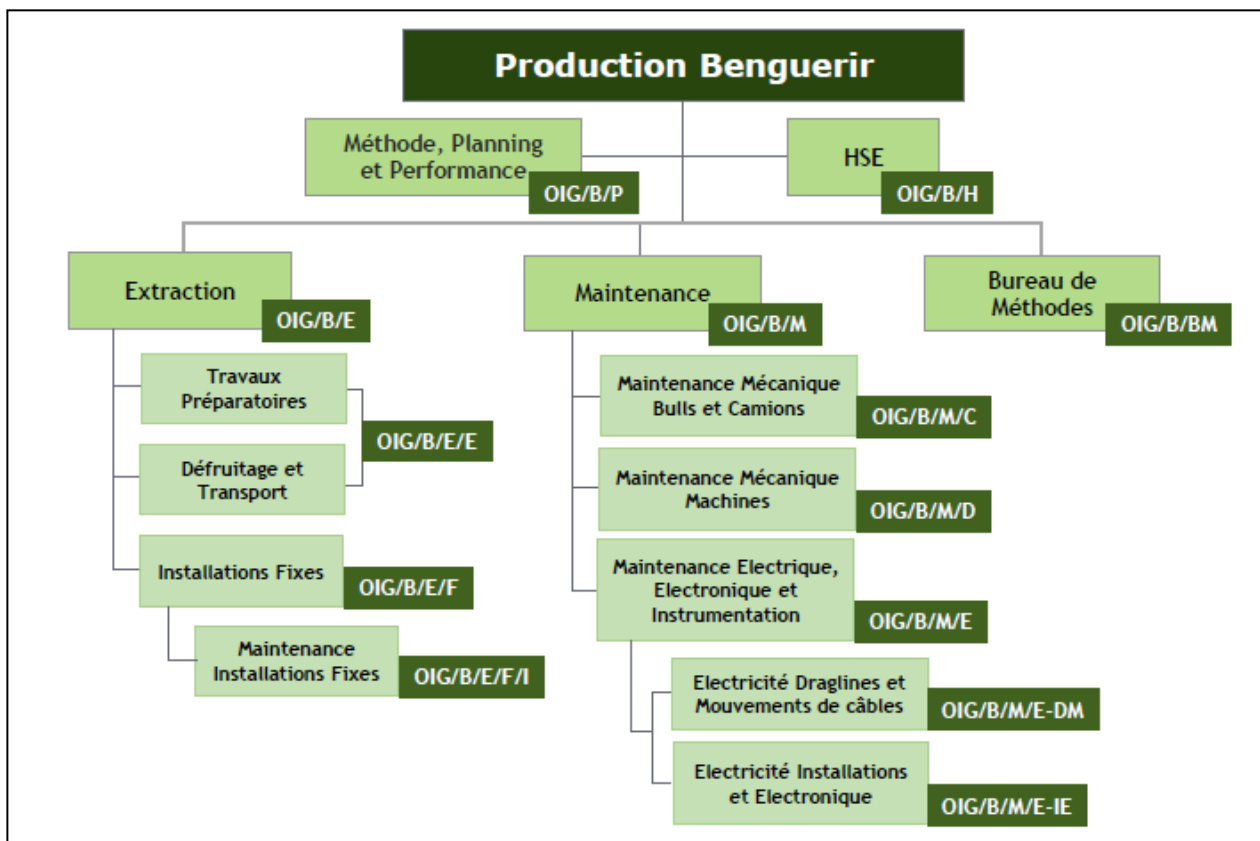 Production Benguerir
Méthode, Planning
et Performance
OIG/B/P
HSE
OIG/B/H
Extraction
OIG/B/E
Maintenance
OIG/B/M
Bureau de
Méthodes
OIG/B/BM
Travaux
Préparatoires
Défruitage et
Transport
OIG/B/E/E
Installations Fixes
OIG/B/E/F
Maintenance
Installations Fixes
OIG/B/E/F/I
Maintenance Mécanique
Bulls et Camions
OIG/B/M/C
Maintenance Mécanique
Machines
OIG/B/M/D
Maintenance Electrique,
Electronique et
Instrumentation
OIG/B/M/E
Electricité Draglines et
Mouvements de câbles
OIG/B/M/E-DM
Electricité Installations
et Electronique
OIG/B/M/E-IE